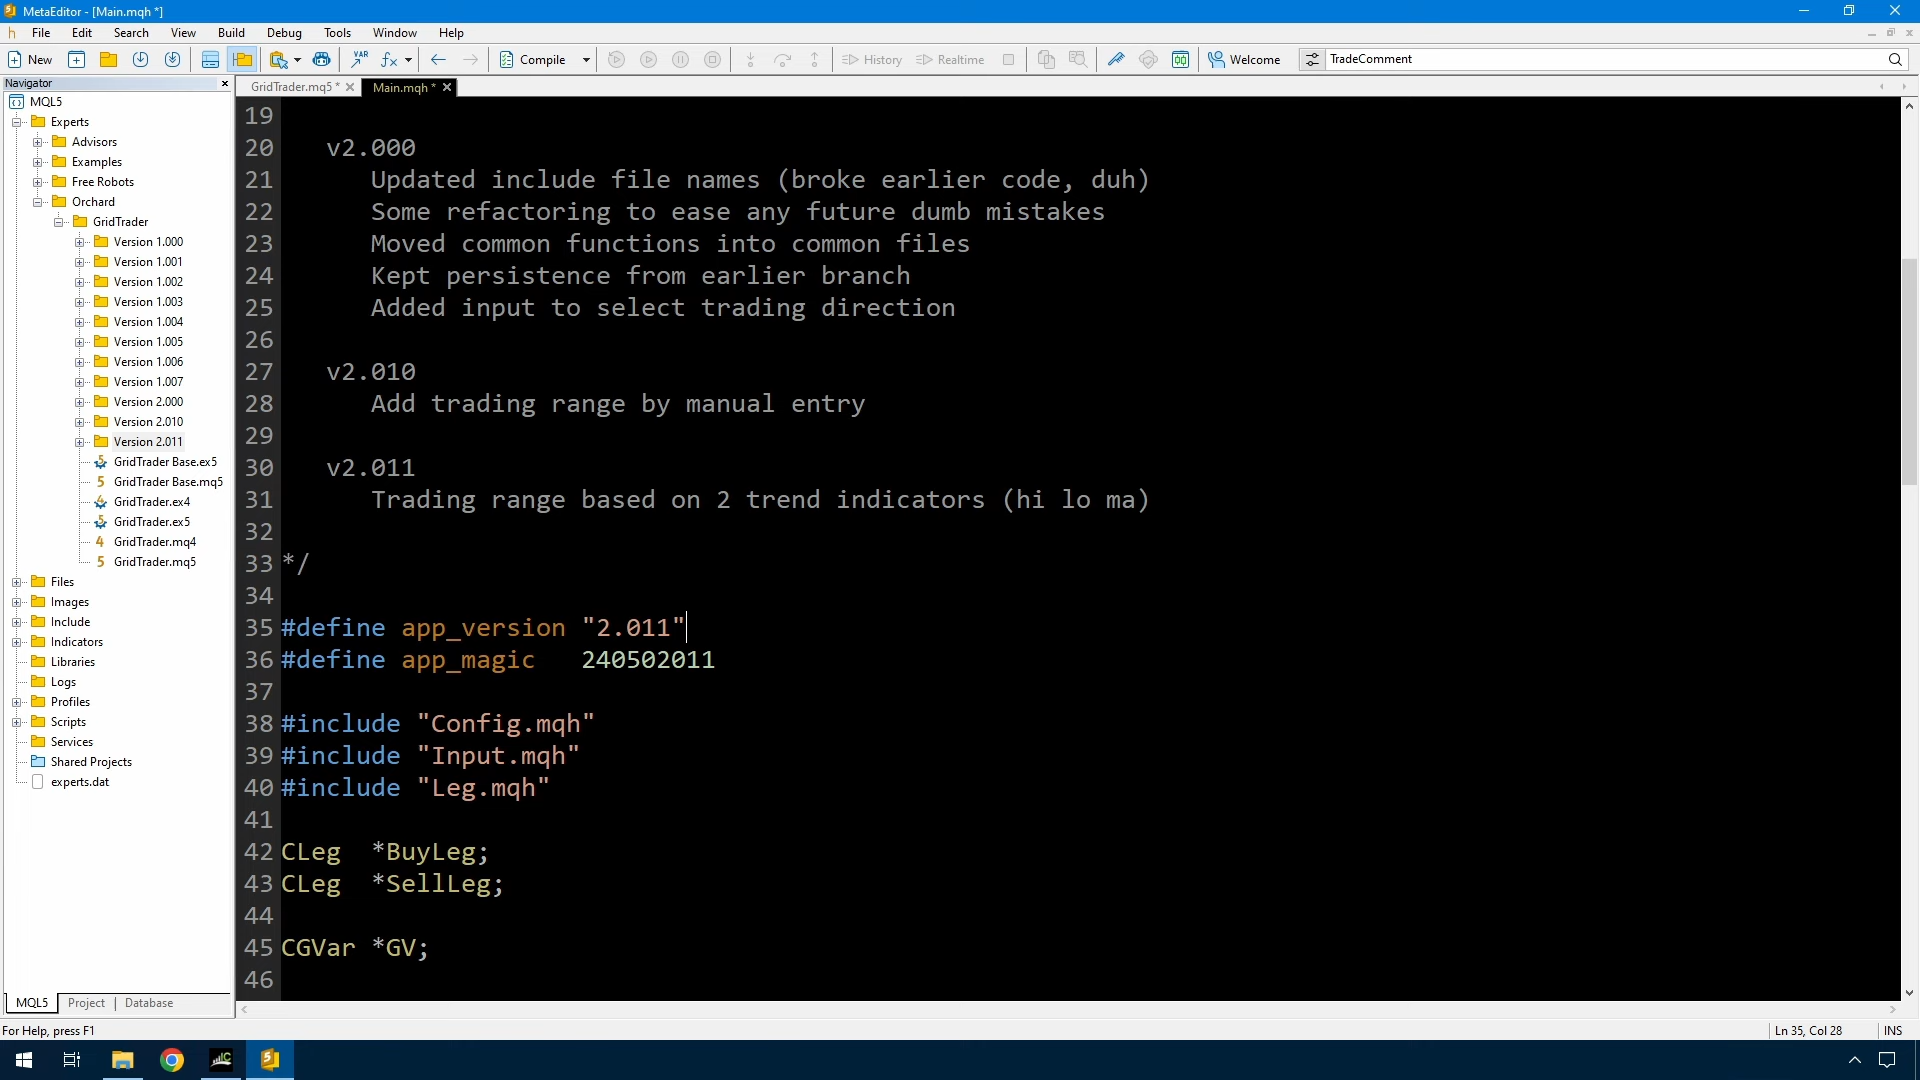 MetaEditor - [Main.mqh *]
File Edit Search View Build Debug Tools Window Help
New Compile History Realtime Welcome TradeComment
Navigator
GridTrader.mq5 * Main.mqh *
MQL5
Experts
Advisors
Examples
Free Robots
Orchard
GridTrader
Version 1.000
Version 1.001
Version 1.002
Version 1.003
Version 1.004
Version 1.005
Version 1.006
Version 1.007
Version 2.000
Version 2.010
Version 2.011
GridTrader Base.ex5
GridTrader Base.mq5
GridTrader.ex4
GridTrader.ex5
GridTrader.mq4
GridTrader.mq5
Files
Images
Include
Indicators
Libraries
Logs
Profiles
Scripts
Services
Shared Projects
experts.dat
MQL5 Project | Database
19
20 v2.000
21 Updated include file names (broke earlier code, duh)
22 Some refactoring to ease any future dumb mistakes
23 Moved common functions into common files
24 Kept persistence from earlier branch
25 Added input to select trading direction
26
27 v2.010
28 Add trading range by manual entry
29
30 v2.011
31 Trading range based on 2 trend indicators (hi lo ma)
32
33 */
34
35 #define app_version "2.011"
36 #define app_magic 240502011
37
38 #include "Config.mqh"
39 #include "Input.mqh"
40 #include "Leg.mqh"
41
42 CLeg *BuyLeg;
43 CLeg *SellLeg;
44
45 CGVar *GV;
46
For Help, press F1 Ln 35, Col 28 INS